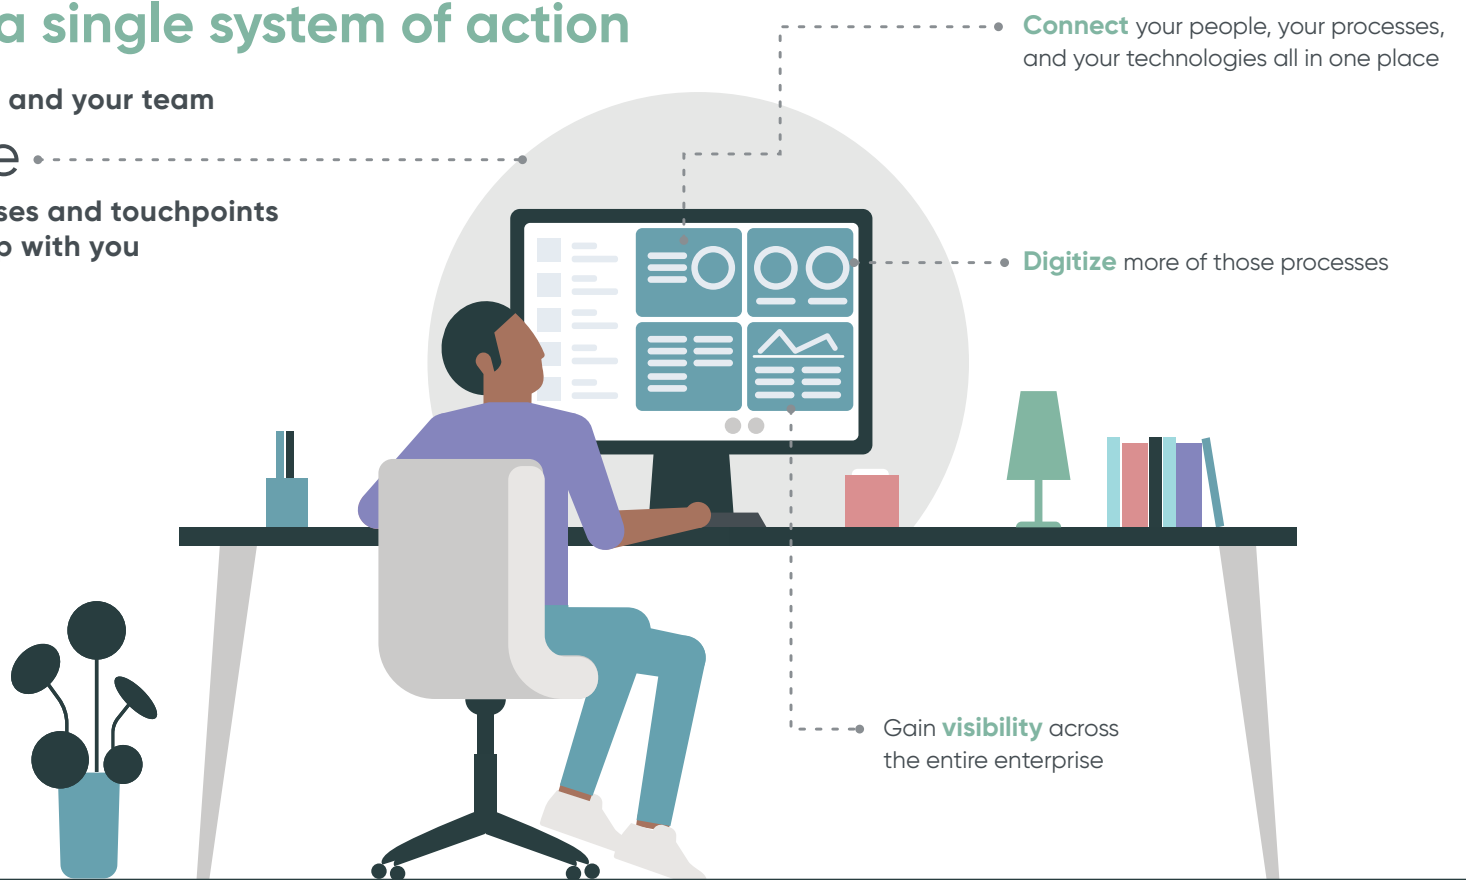 a single system of action
and your team
e
ses and touchpoints
with you
Connect your people, your processes,
and your technologies all in one place
Digitize more of those processes
Gain visibility across
the entire enterprise